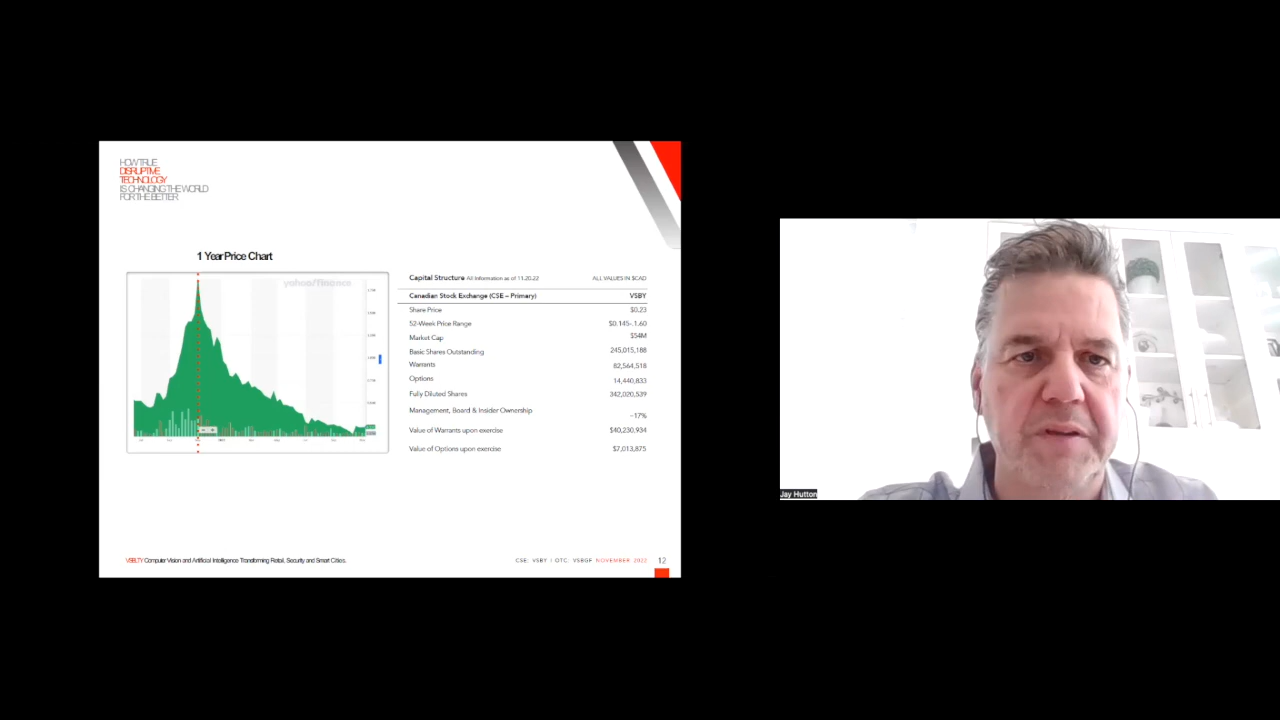 HOW TRUE
DISRUPTIVE
TECHNOLOGY
IS CHANGING THE WORLD
FOR THE BETTER
1 Year Price Chart
yahoo/finance
Capital Structure All Information as of 11.20.22 ALL VALUES IN $CAD
Canadian Stock Exchange (CSE – Primary) VSBY
Share Price $0.23
52-Week Price Range $0.145-.1.60
Market Cap $54M
Basic Shares Outstanding 245,015,188
Warrants 82,564,518
Options 14,440,833
Fully Diluted Shares 342,020,539
Management, Board & Insider Ownership ~17%
Value of Warrants upon exercise $40,230,934
Value of Options upon exercise $7,013,875
VSBLTY Computer Vision and Artificial Intelligence Transforming Retail, Security and Smart Cities.
CSE: VSBY / OTC: VSBGF NOVEMBER 2022 12
Jay Hutton